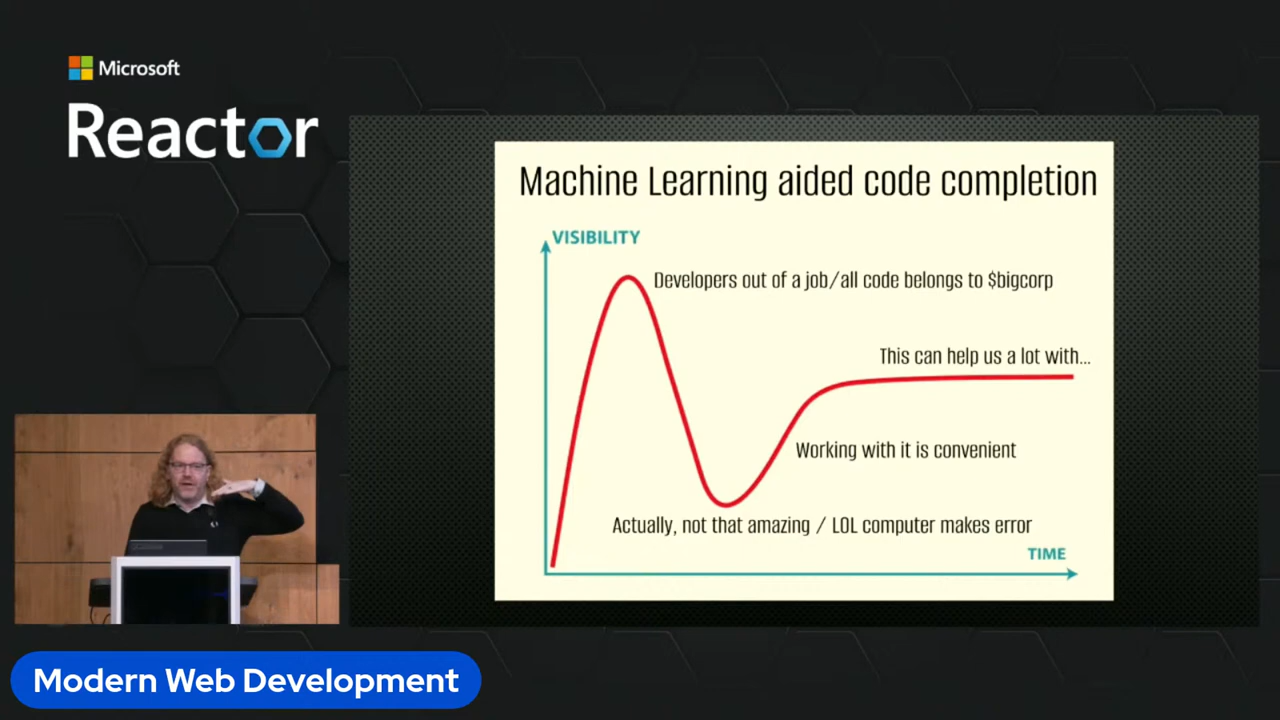 Microsoft
Reactor
Machine Learning aided code completion
VISIBILITY
Developers out of a job/all code belongs to $bigcorp
This can help us a lot with...
Working with it is convenient
Actually, not that amazing / LOL computer makes error
TIME
Modern Web Development